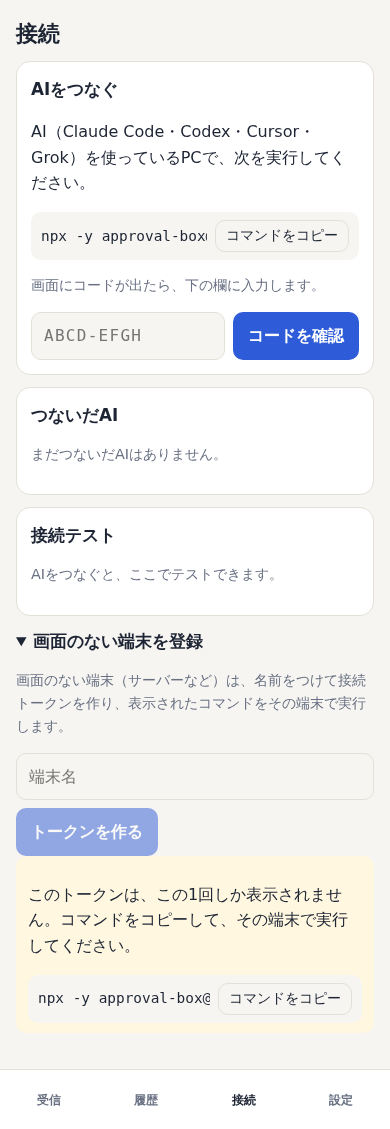 接続
AIをつなぐ
AI（Claude Code・Codex・Cursor・
Grok）を使っているPCで、次を実行してく
ださい。
npx -y approval-box コマンドをコピー
画面にコードが出たら、下の欄に入力します。
ABCD-EFGH コードを確認
つないだAI
まだつないだAIはありません。
接続テスト
AIをつなぐと、ここでテストできます。
▼ 画面のない端末を登録
画面のない端末（サーバーなど）は、名前をつけて接続
トークンを作り、表示されたコマンドをその端末で実行
します。
端末名
トークンを作る
このトークンは、この1回しか表示されませ
ん。コマンドをコピーして、その端末で実行
してください。
npx -y approval-box@ コマンドをコピー
受信 履歴 接続 設定